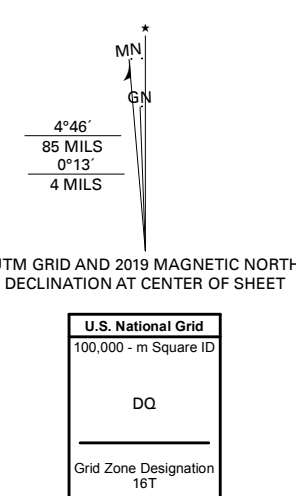 ★
MN
GN
4°46´
85 MILS
0°13´
4 MILS
UTM GRID AND 2019 MAGNETIC NORTH
DECLINATION AT CENTER OF SHEET
U.S. National Grid
100,000 - m Square ID
DQ
Grid Zone Designation
16T